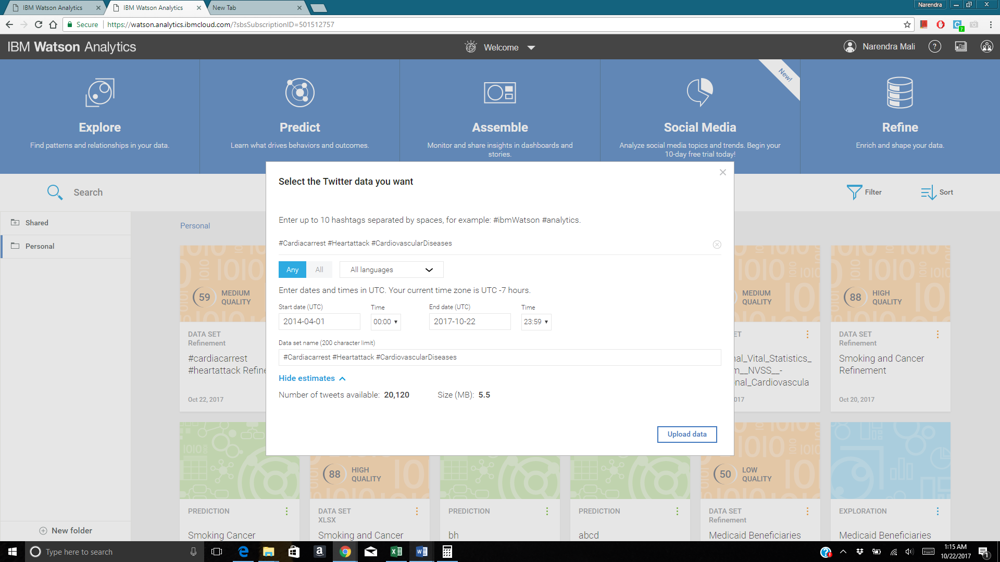 IBM Watson Analytics
IBM Watson Analytics
New Tab
Narendra
Secure
https://watson.analytics.ibmcloud.com/?sbsSubscriptionID=501512757
7
IBM Watson Analytics
Welcome
Narendra Mali
?
Explore
Find patterns and relationships in your data.
Predict
Learn what drives behaviors and outcomes.
Assemble
Monitor and share insights in dashboards and
stories.
New!
Social Media
Analyze social media topics and trends. Begin your
10-day free trial today!
Refine
Enrich and shape your data.
Search
Filter
Sort
Shared
Personal
New folder
Personal
Select the Twitter data you want
Enter up to 10 hashtags separated by spaces, for example: #ibmWatson #analytics.
#Cardiacarrest #Heartattack #CardiovascularDiseases
Any
All
All languages
Enter dates and times in UTC. Your current time zone is UTC -7 hours.
Start date (UTC)
Time
End date (UTC)
Time
2014-04-01
00:00
2017-10-22
23:59
Data set name (200 character limit)
#Cardiacarrest #Heartattack #CardiovascularDiseases
Hide estimates
Number of tweets available: 20,120
Size (MB): 5.5
Upload data
59
MEDIUM
QUALITY
DATA SET
Refinement
#cardiacarrest
#heartattack Refine
Oct 22, 2017
MEDIUM
QUALITY
ET
nal_Vital_Statistics_
m__NVSS__-
nal_Cardiovascula
017
88
HIGH
QUALITY
DATA SET
Refinement
Smoking and Cancer
Refinement
Oct 20, 2017
PREDICTION
Smoking Cancer
88
HIGH
QUALITY
DATA SET
XLSX
Smoking and Cancer
PREDICTION
bh
PREDICTION
abcd
50
LOW
QUALITY
DATA SET
Refinement
Medicaid Beneficiaries
EXPLORATION
Medicaid Beneficiaries
Type here to search
1:15 AM
10/22/2017
1